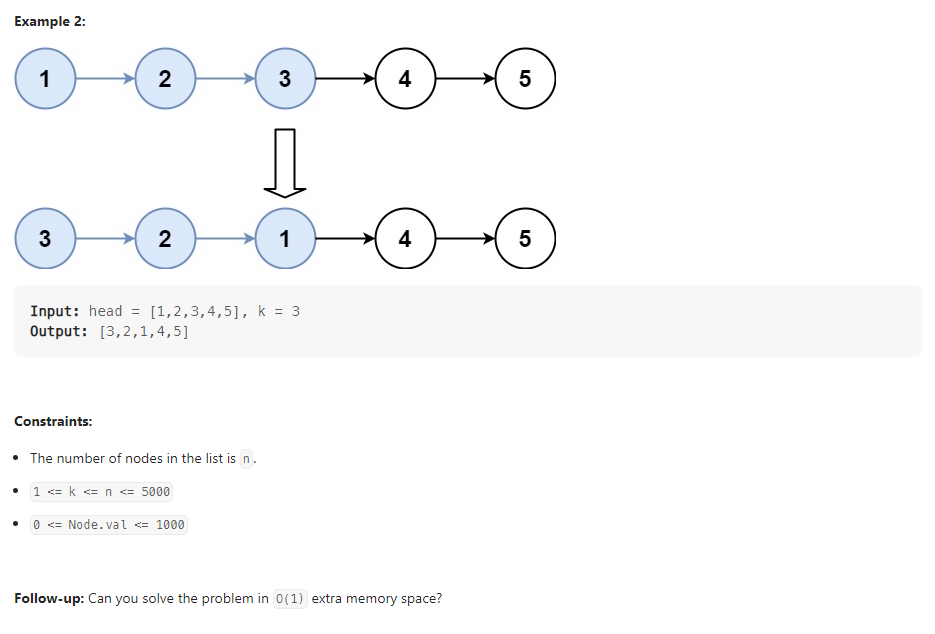 Example 2:
1 2 3 4 5
3 2 1 4 5
Input: head = [1,2,3,4,5], k = 3
Output: [3,2,1,4,5]
Constraints:
• The number of nodes in the list is n.
• 1 <= k <= n <= 5000
• 0 <= Node.val <= 1000
Follow-up: Can you solve the problem in O(1) extra memory space?